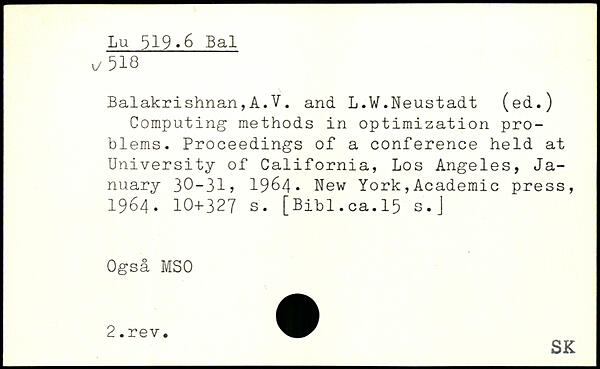 Lu 519.6 Bal
√518
Balakrishnan,A.V. and L.W.Neustadt (ed.)
Computing methods in optimization pro-
blems. Proceedings of a conference held at
University of California, Los Angeles, Ja-
nuary 30-31, 1964. New York,Academic press,
1964. 10+327 s. [Bibl.ca.15 s.]
Også MSO
2.rev.
SK